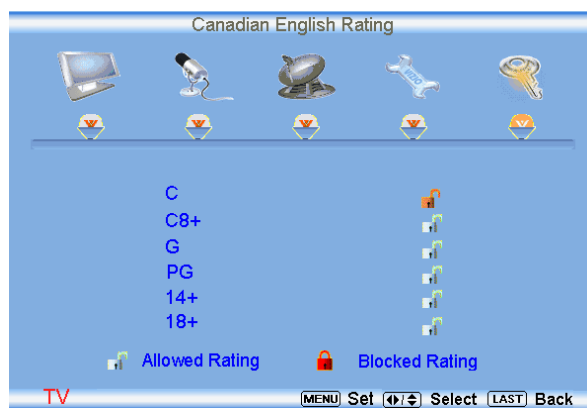 Canadian English Rating
C
C8+
G
PG
14+
18+
Allowed Rating Blocked Rating
TV MENU Set Select LAST Back